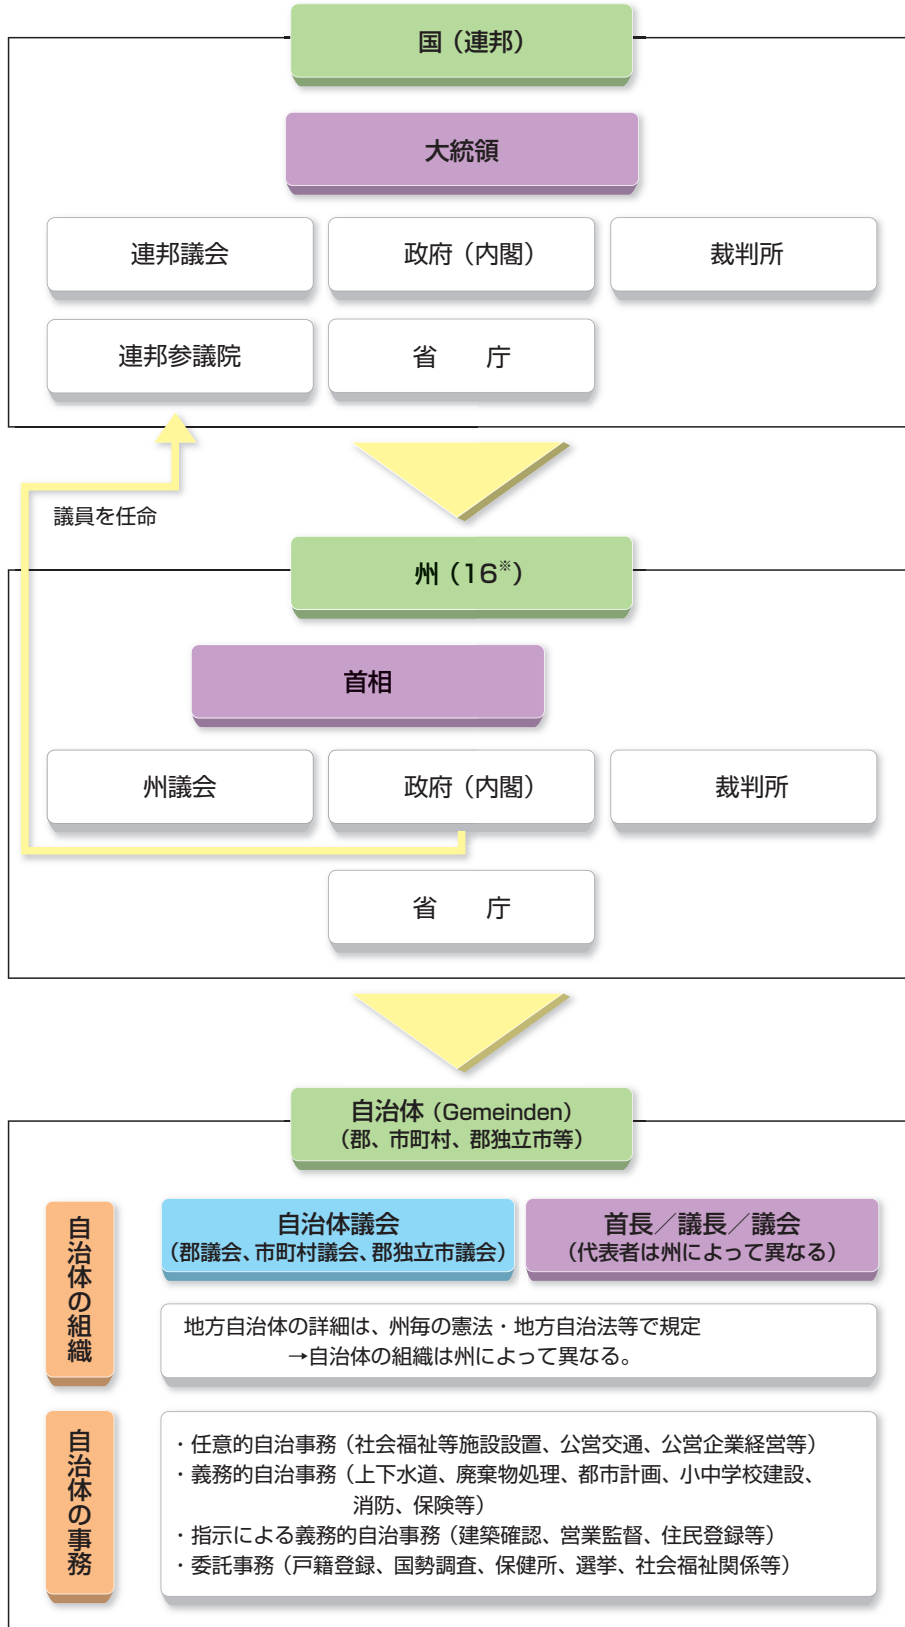 国（連邦）
大統領
連邦議会
政府（内閣）
裁判所
連邦参議院
省　庁
議員を任命
州（16※）
首相
州議会
政府（内閣）
裁判所
省　庁
自治体（Gemeinden）
（郡、市町村、郡独立市等）
自治体の組織
自治体議会
（郡議会、市町村議会、郡独立市議会）
首長／議長／議会
（代表者は州によって異なる）
地方自治体の詳細は、州毎の憲法・地方自治法等で規定
→自治体の組織は州によって異なる。
自治体の事務
・任意的自治事務（社会福祉等施設設置、公営交通、公営企業経営等）
・義務的自治事務（上下水道、廃棄物処理、都市計画、小中学校建設、
消防、保険等）
・指示による義務的自治事務（建築確認、営業監督、住民登録等）
・委託事務（戸籍登録、国勢調査、保健所、選挙、社会福祉関係等）